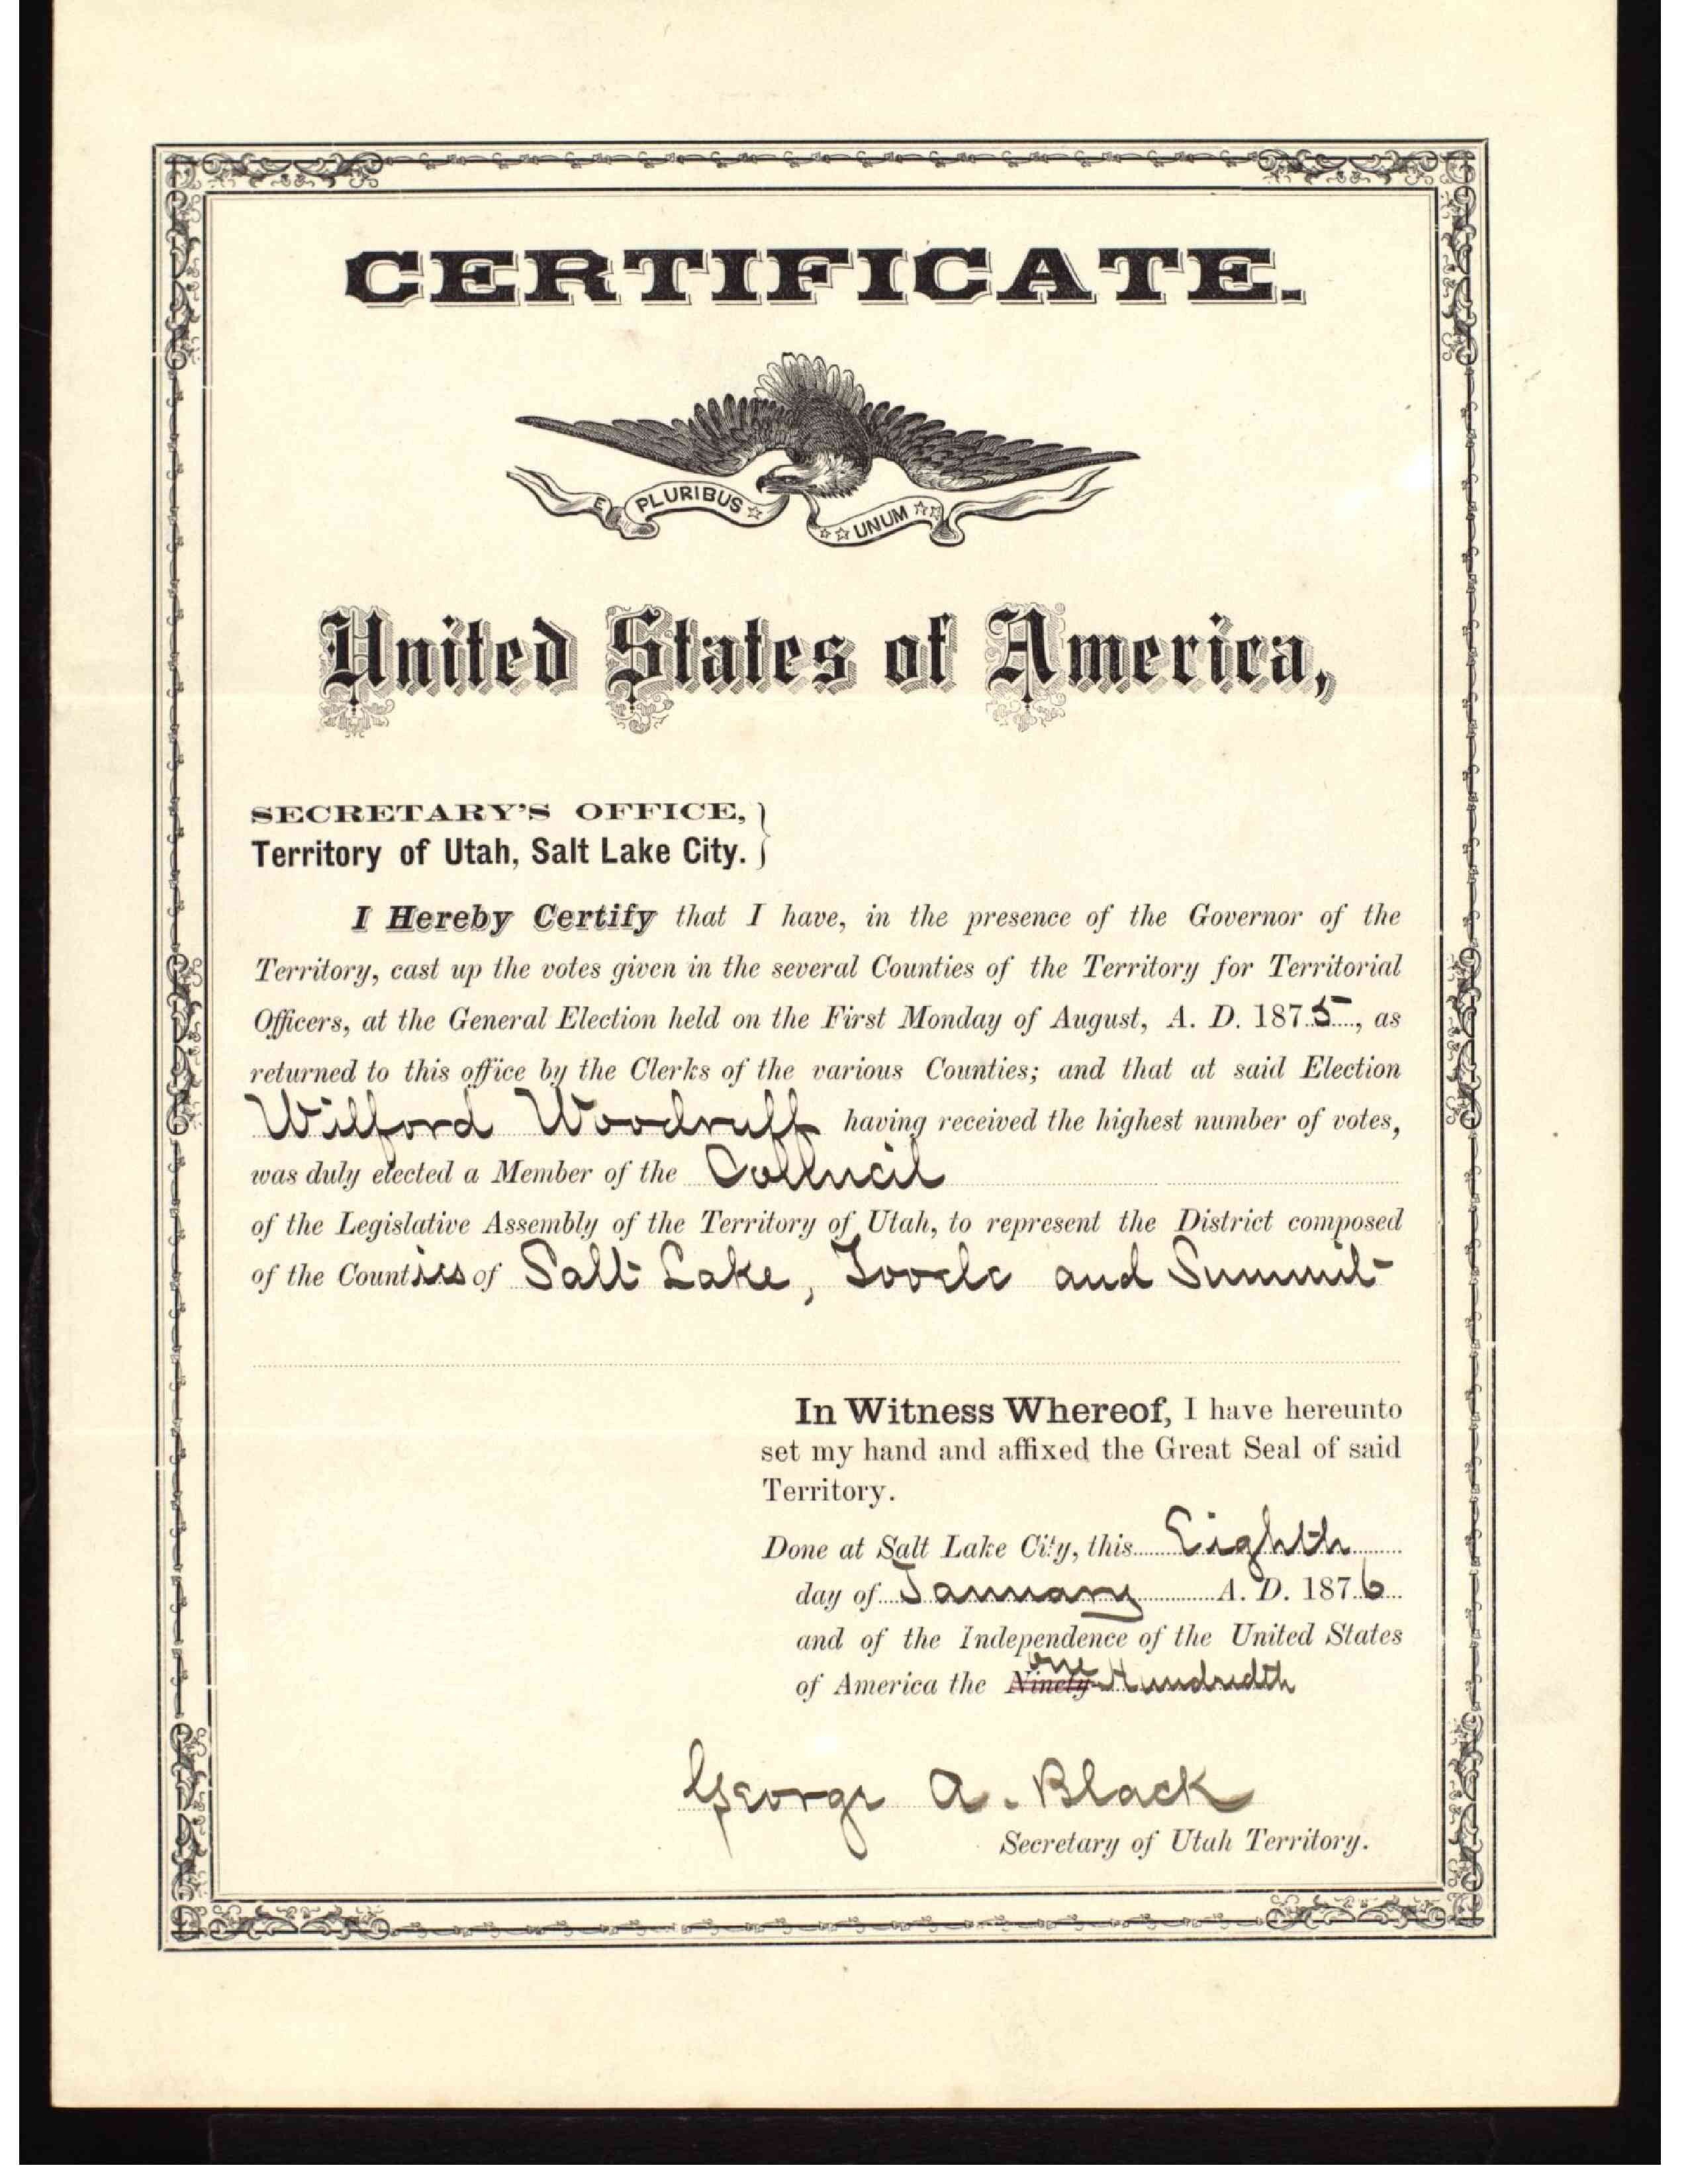 CERTIFICATE.
E PLURIBUS UNUM
United States of America,
SECRETARY'S OFFICE,
Territory of Utah, Salt Lake City.
I Hereby Certify that I have, in the presence of the Governor of the
Territory, cast up the votes given in the several Counties of the Territory for Territorial
Officers, at the General Election held on the First Monday of August, A. D. 1875, as
returned to this office by the Clerks of the various Counties; and that at said Election
Wilford Woodruff having received the highest number of votes,
was duly elected a Member of the Council
of the Legislative Assembly of the Territory of Utah, to represent the District composed
of the Counties of Salt Lake, Tooele and Summit
In Witness Whereof, I have hereunto
set my hand and affixed the Great Seal of said
Territory.
Done at Salt Lake City, this Eighth
day of January A. D. 1876
and of the Independence of the United States
one
of America the Ninety Hundredth
George A. Black
Secretary of Utah Territory.